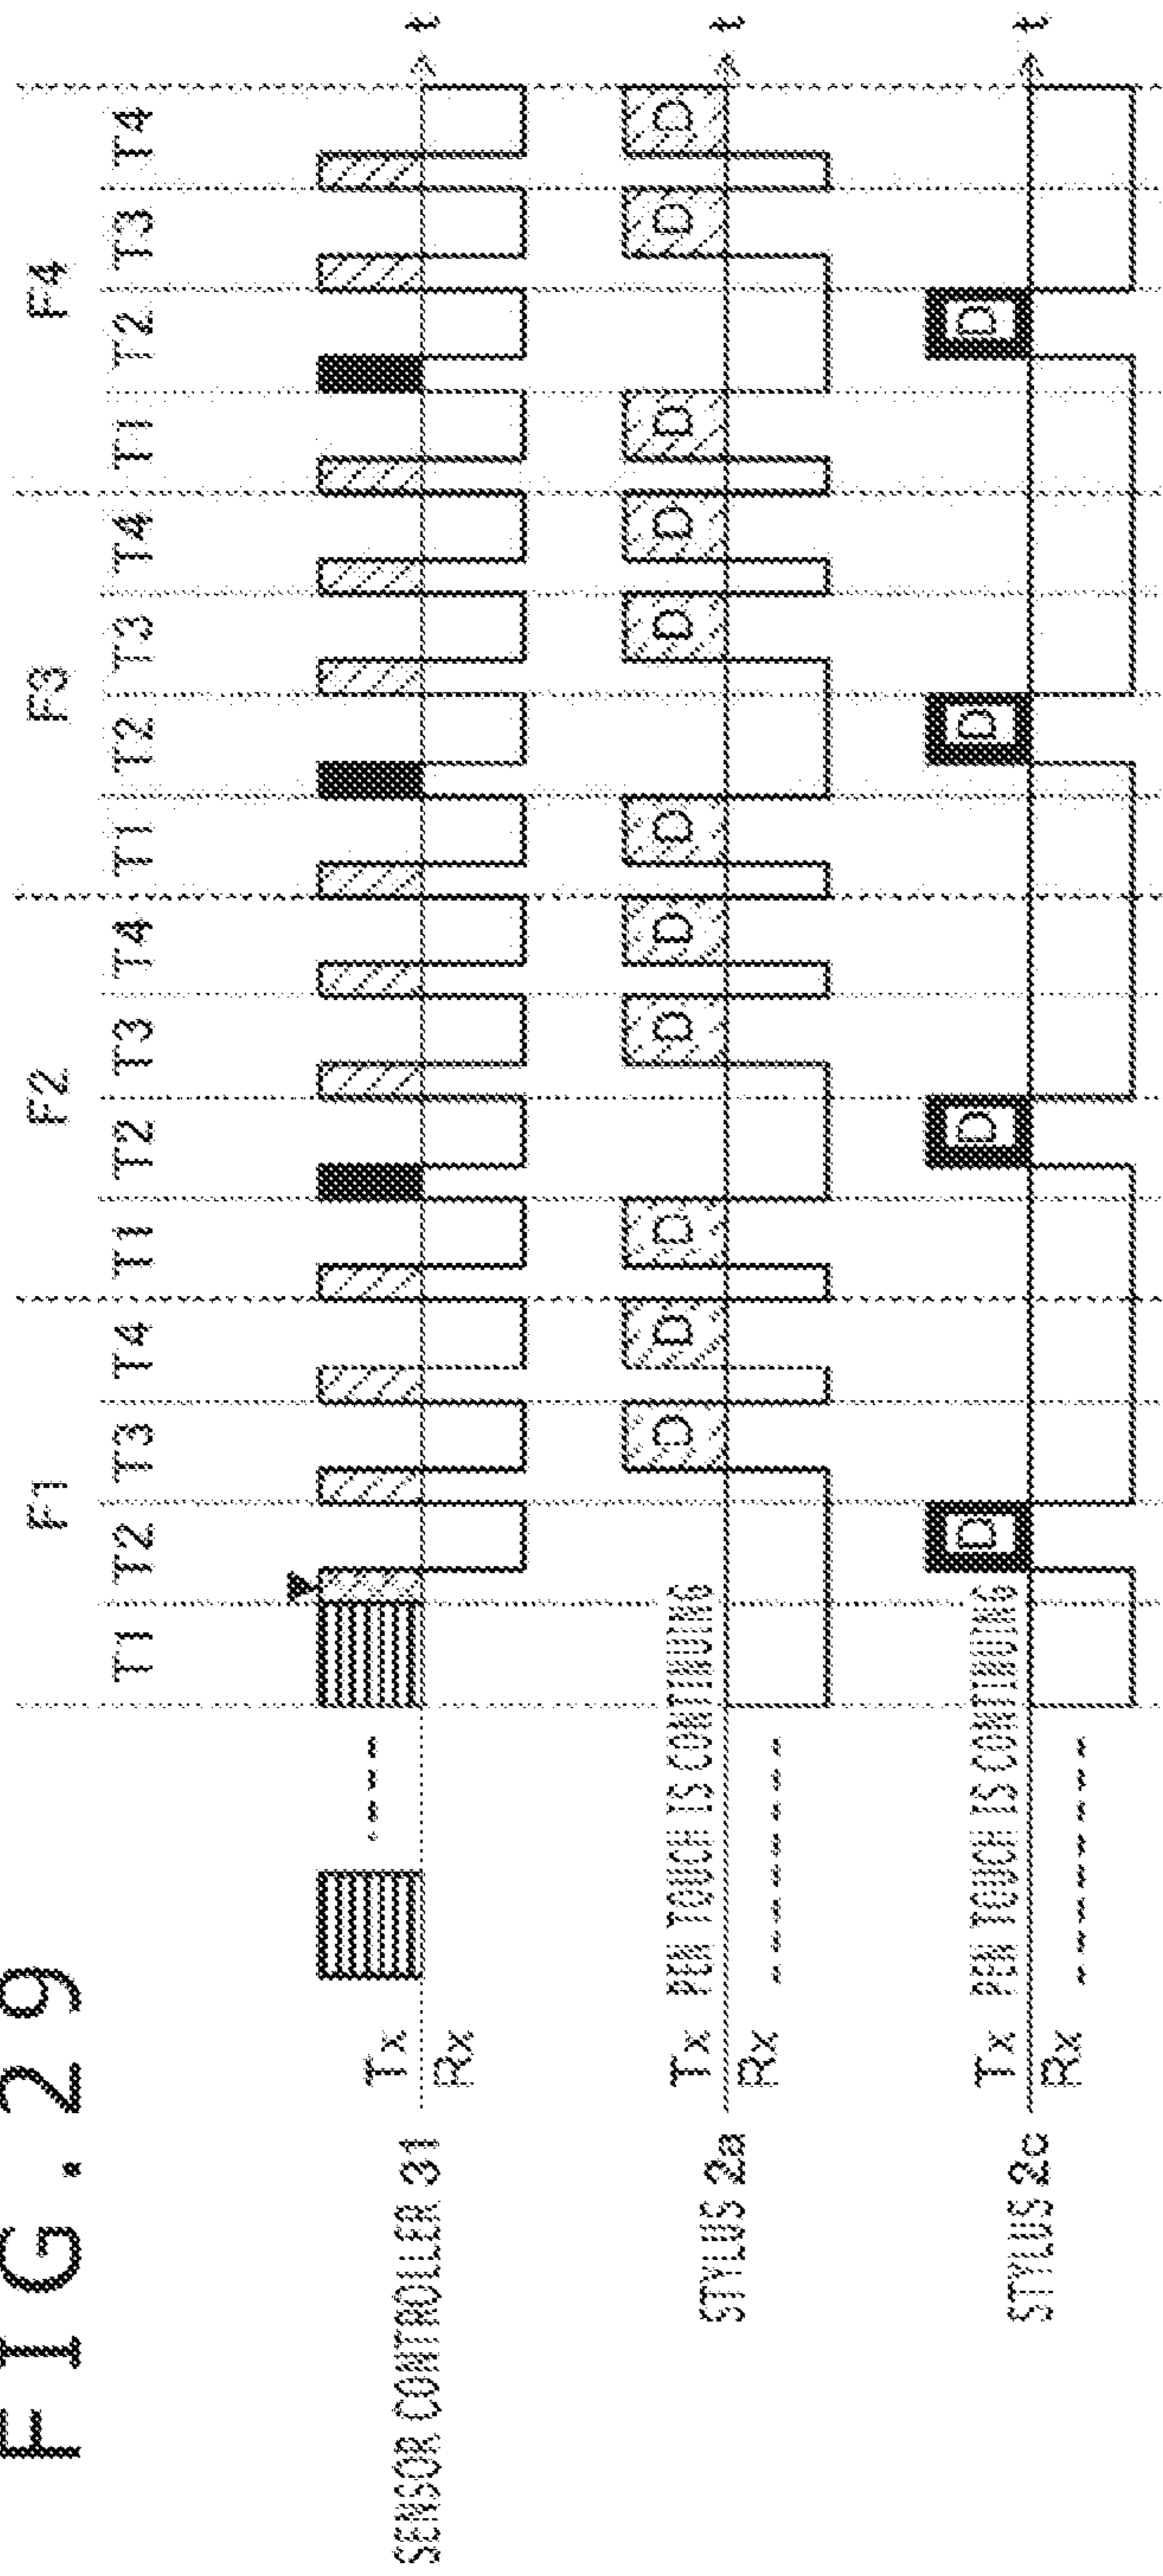 FIG.29
F1 F2 F3 F4
T1 T2 T3 T4 T1 T2 T3 T4 T1 T2 T3 T4 T1 T2 T3 T4
SENSOR CONTROLLER 31
Tx
Rx
t
STYLUS 2a
Tx
Rx
PEN TOUCH IS CONTINUING
D D D D D D D D D D D
t
STYLUS 2c
Tx
Rx
PEN TOUCH IS CONTINUING
D D D D
t